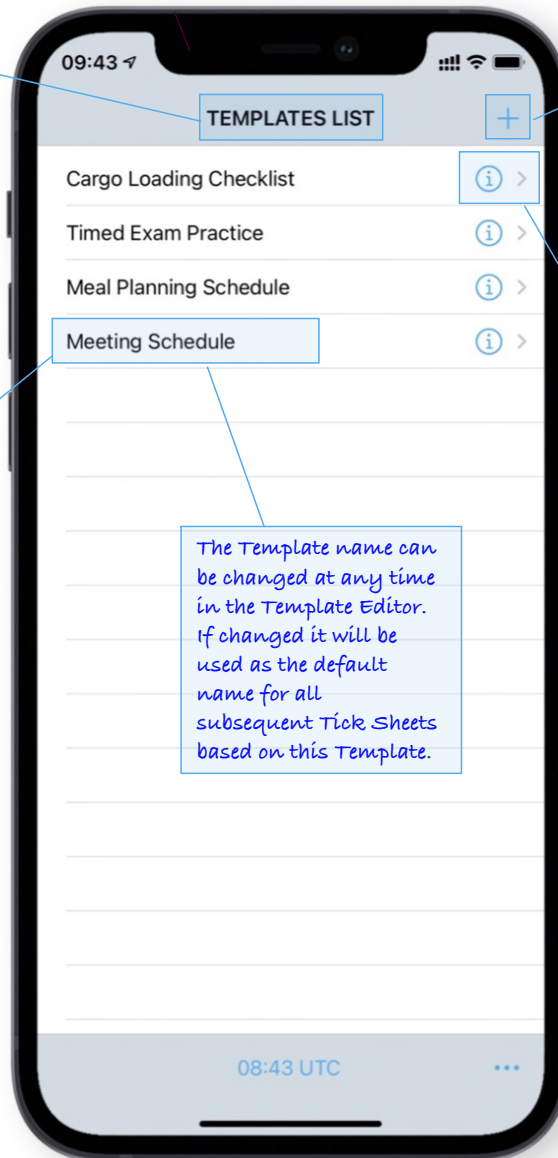 09:43
TEMPLATES LIST
+
Cargo Loading Checklist
Timed Exam Practice
Meal Planning Schedule
Meeting Schedule
The Template name can
be changed at any time
in the Template Editor.
If changed it will be
used as the default
name for all
subsequent Tick Sheets
based on this Template.
08:43 UTC
...